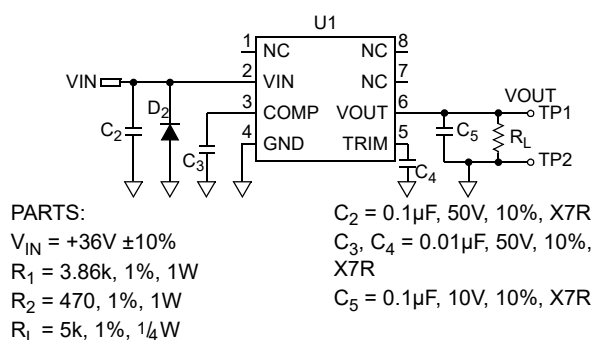 U1
1 NC NC 8
VIN 2 VIN NC 7
D2 3 COMP VOUT 6 VOUT TP1
C2 C3 4 GND TRIM 5 C5 RL
C4 TP2
PARTS:
VIN = +36V ±10%
R1 = 3.86k, 1%, 1W
R2 = 470, 1%, 1W
RL = 5k, 1%, 1/4W
C2 = 0.1µF, 50V, 10%, X7R
C3, C4 = 0.01µF, 50V, 10%,
X7R
C5 = 0.1µF, 10V, 10%, X7R